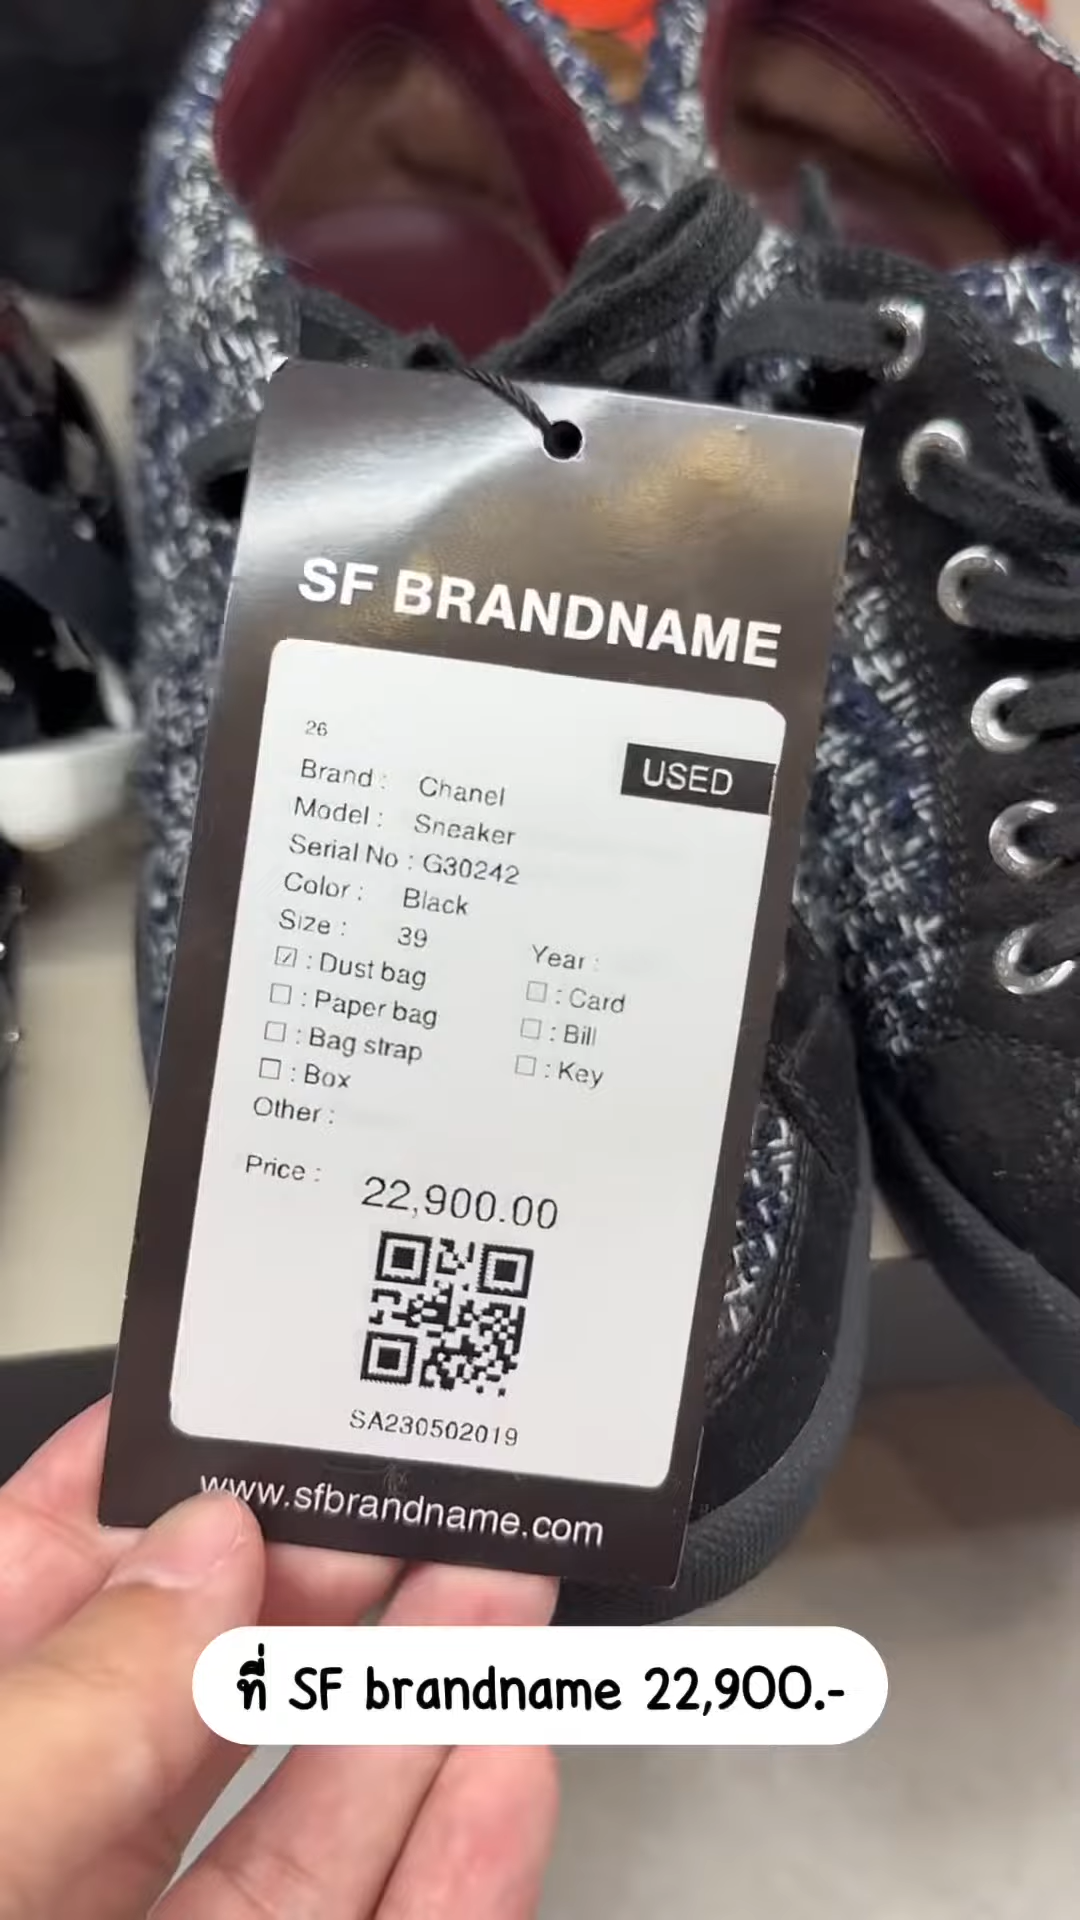 SF BRANDNAME
26
USED
Brand : Chanel
Model : Sneaker
Serial No : G30242
Color : Black
Size : 39
Year :
☑ : Dust bag
☐ : Card
☐ : Paper bag
☐ : Bill
☐ : Bag strap
☐ : Key
☐ : Box
Other :
Price : 22,900.00
SA230502019
www.sfbrandname.com
ที่ SF brandname 22,900.-